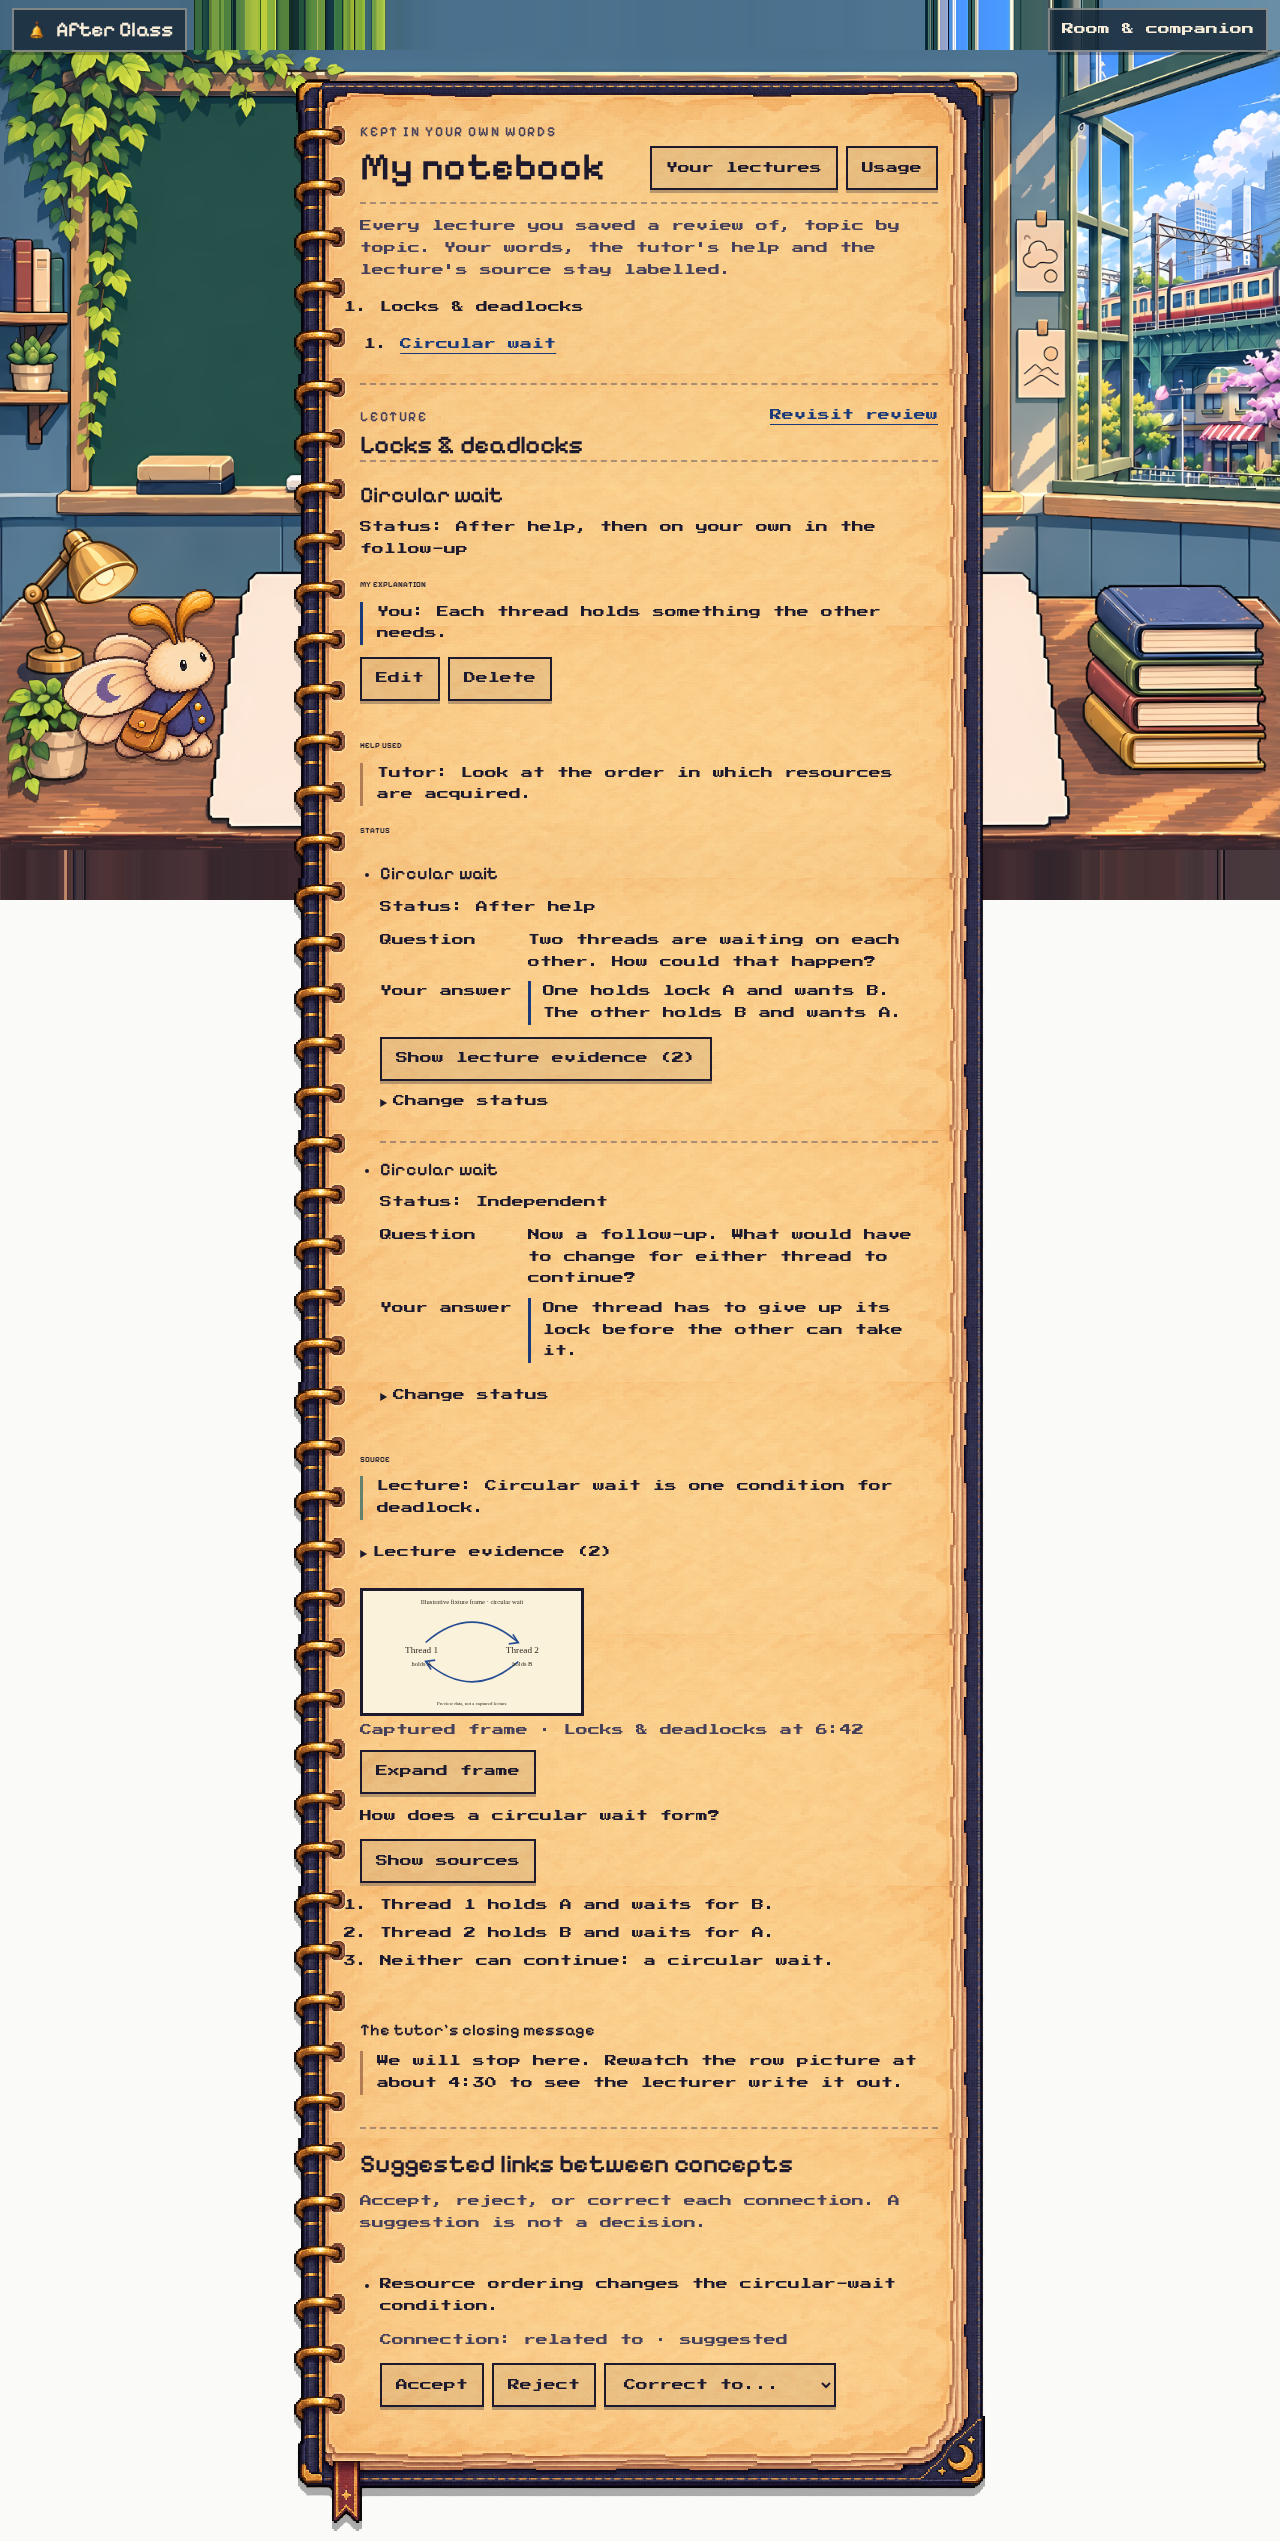 After Class
Room & companion
KEPT IN YOUR OWN WORDS
My notebook
Your lectures
Usage
Every lecture you saved a review of, topic by
topic. Your words, the tutor's help and the
lecture's source stay labelled.
1. Locks & deadlocks
1. Circular wait
LECTURE
Revisit review
Locks & deadlocks
Circular wait
Status: After help, then on your own in the
follow-up
MY EXPLANATION
You: Each thread holds something the other
needs.
Edit
Delete
HELP USED
Tutor: Look at the order in which resources
are acquired.
STATUS
• Circular wait
Status: After help
Question
Two threads are waiting on each
other. How could that happen?
Your answer
One holds lock A and wants B.
The other holds B and wants A.
Show lecture evidence (2)
▸ Change status
• Circular wait
Status: Independent
Question
Now a follow-up. What would have
to change for either thread to
continue?
Your answer
One thread has to give up its
lock before the other can take
it.
▸ Change status
SOURCE
Lecture: Circular wait is one condition for
deadlock.
▸ Lecture evidence (2)
Illustrative fixture frame · circular wait
Thread 1
Thread 2
holds
holds B
Preview data, not a captured lecture
Captured frame · Locks & deadlocks at 6:42
Expand frame
How does a circular wait form?
Show sources
1. Thread 1 holds A and waits for B.
2. Thread 2 holds B and waits for A.
3. Neither can continue: a circular wait.
The tutor's closing message
We will stop here. Rewatch the row picture at
about 4:30 to see the lecturer write it out.
Suggested links between concepts
Accept, reject, or correct each connection. A
suggestion is not a decision.
• Resource ordering changes the circular-wait
condition.
Connection: related to · suggested
Accept
Reject
Correct to...